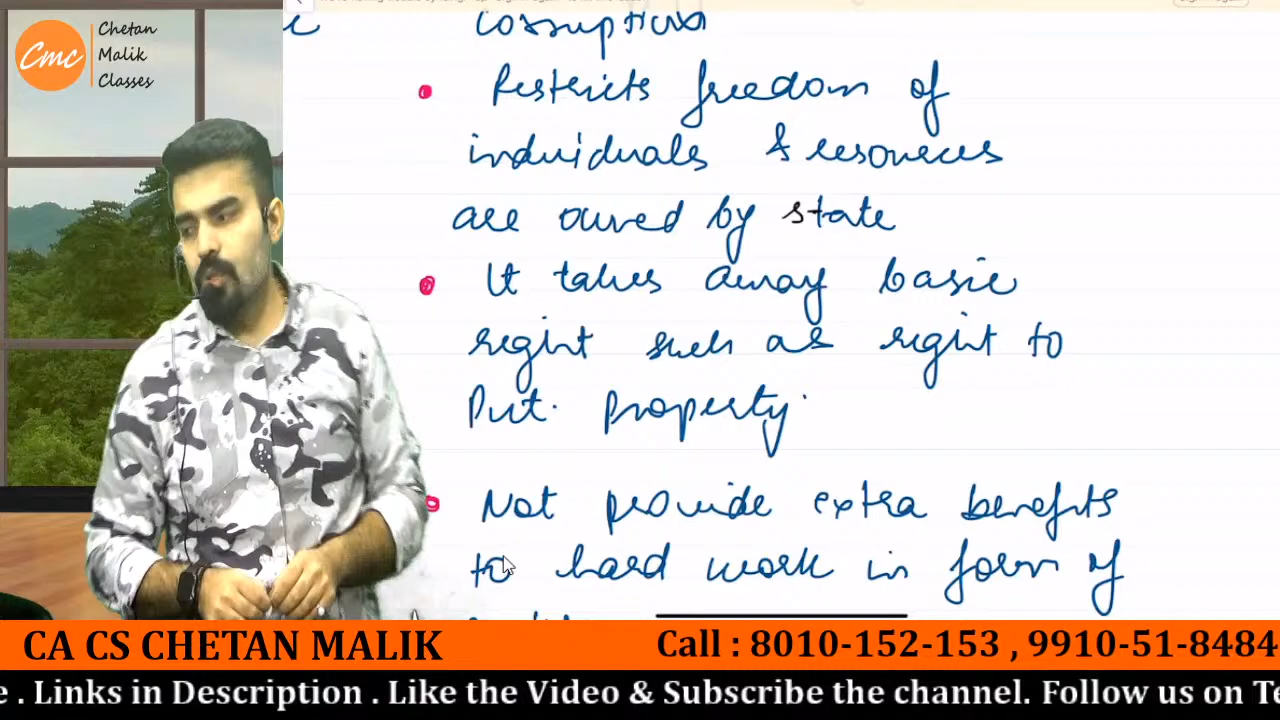 Cmc
Chetan
Malik
Classes
corruption
• Restricts freedom of
individuals & resources
are owned by state
• It takes away basic
right such as right to
Pvt. property.
• Not provide extra benefits
to hard work in form of
CA CS CHETAN MALIK
Call : 8010-152-153 , 9910-51-8484
e . Links in Description . Like the Video & Subscribe the channel. Follow us on Te